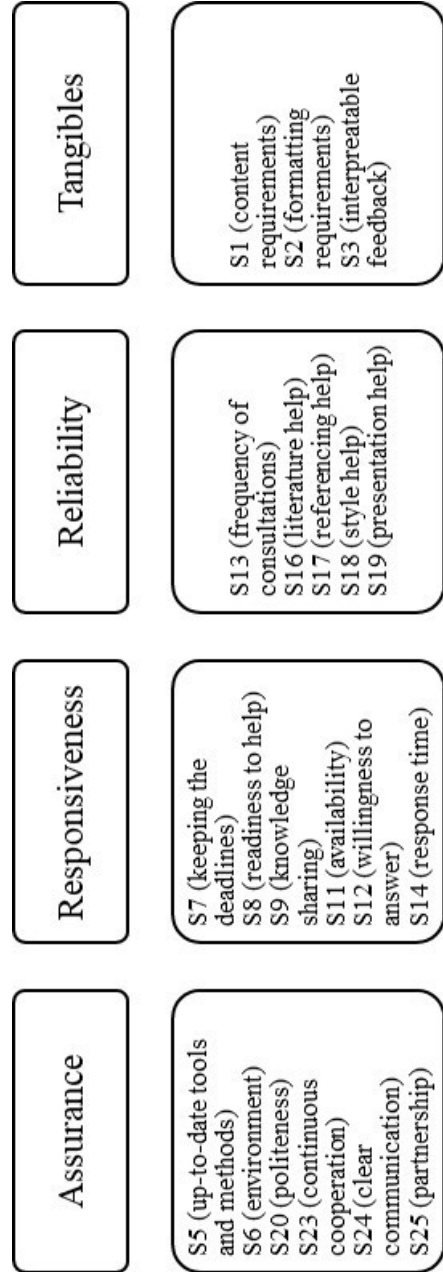 Assurance
S5 (up-to-date tools
and methods)
S6 (environment)
S20 (politeness)
S23 (continuous
cooperation)
S24 (clear
communication)
S25 (partnership)
Responsiveness
S7 (keeping the
deadlines)
S8 (readiness to help)
S9 (knowledge
sharing)
S11 (availability)
S12 (willingness to
answer)
S14 (response time)
Reliability
S13 (frequency of
consultations)
S16 (literature help)
S17 (referencing help)
S18 (style help)
S19 (presentation help)
Tangibles
S1 (content
requirements)
S2 (formatting
requirements)
S3 (interpreatable
feedback)